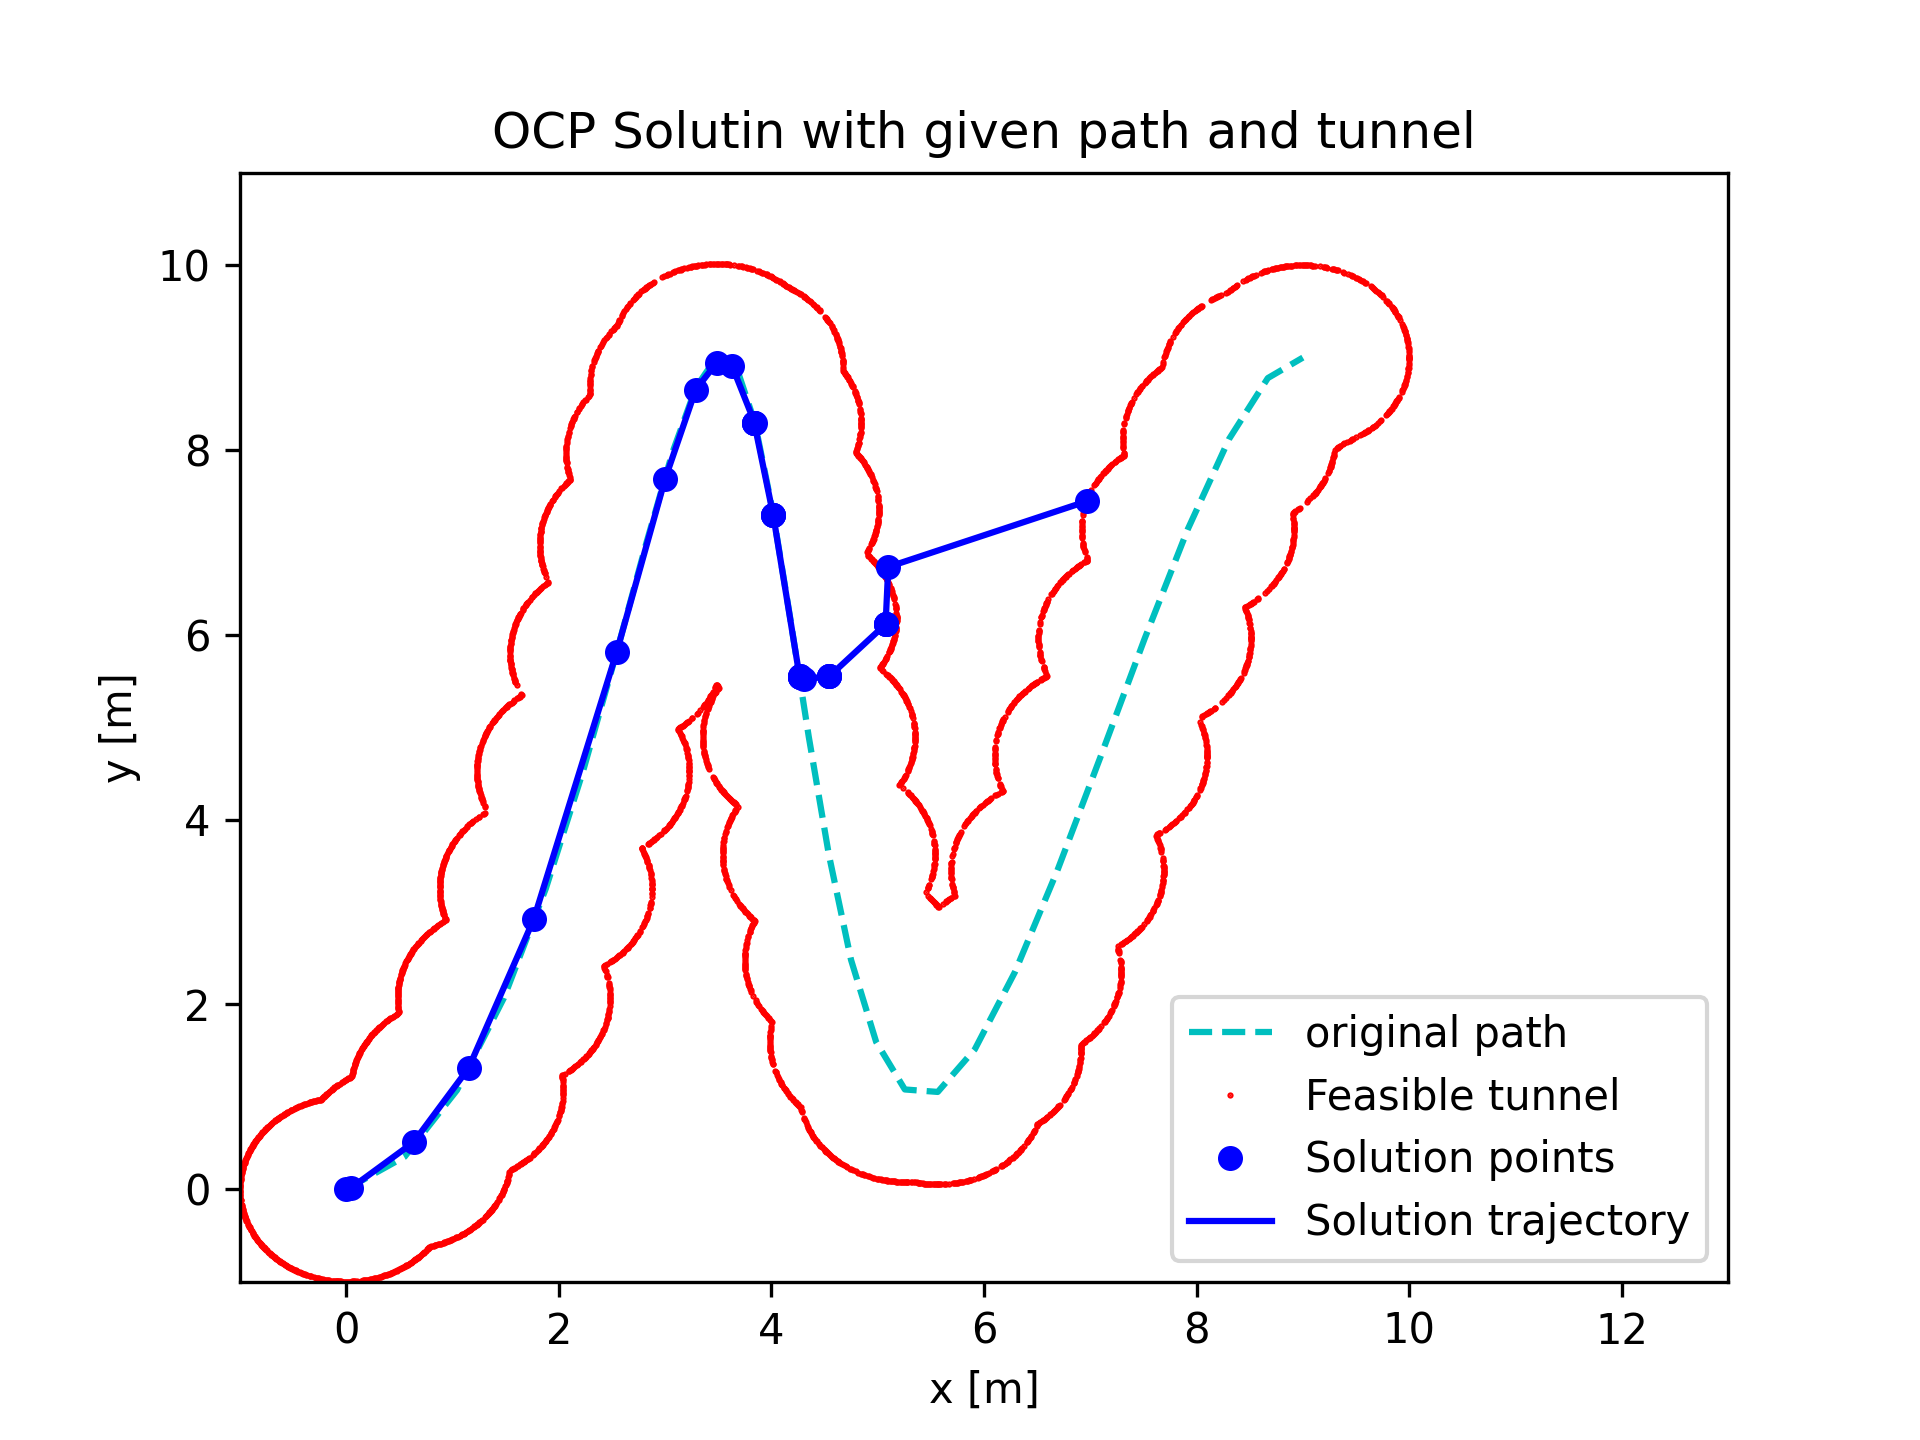 OCP Solutin with given path and tunnel
10
8
6
4
2
0
y [m]
0 2 4 6 8 10 12
x [m]
original path
Feasible tunnel
Solution points
Solution trajectory